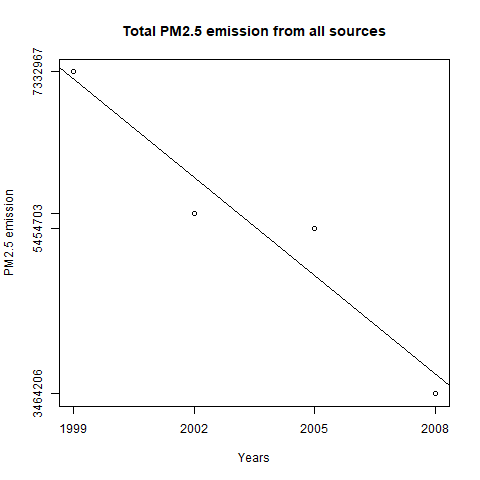 Total PM2.5 emission from all sources
7332967
5454703
3464206
PM2.5 emission
1999 2002 2005 2008
Years